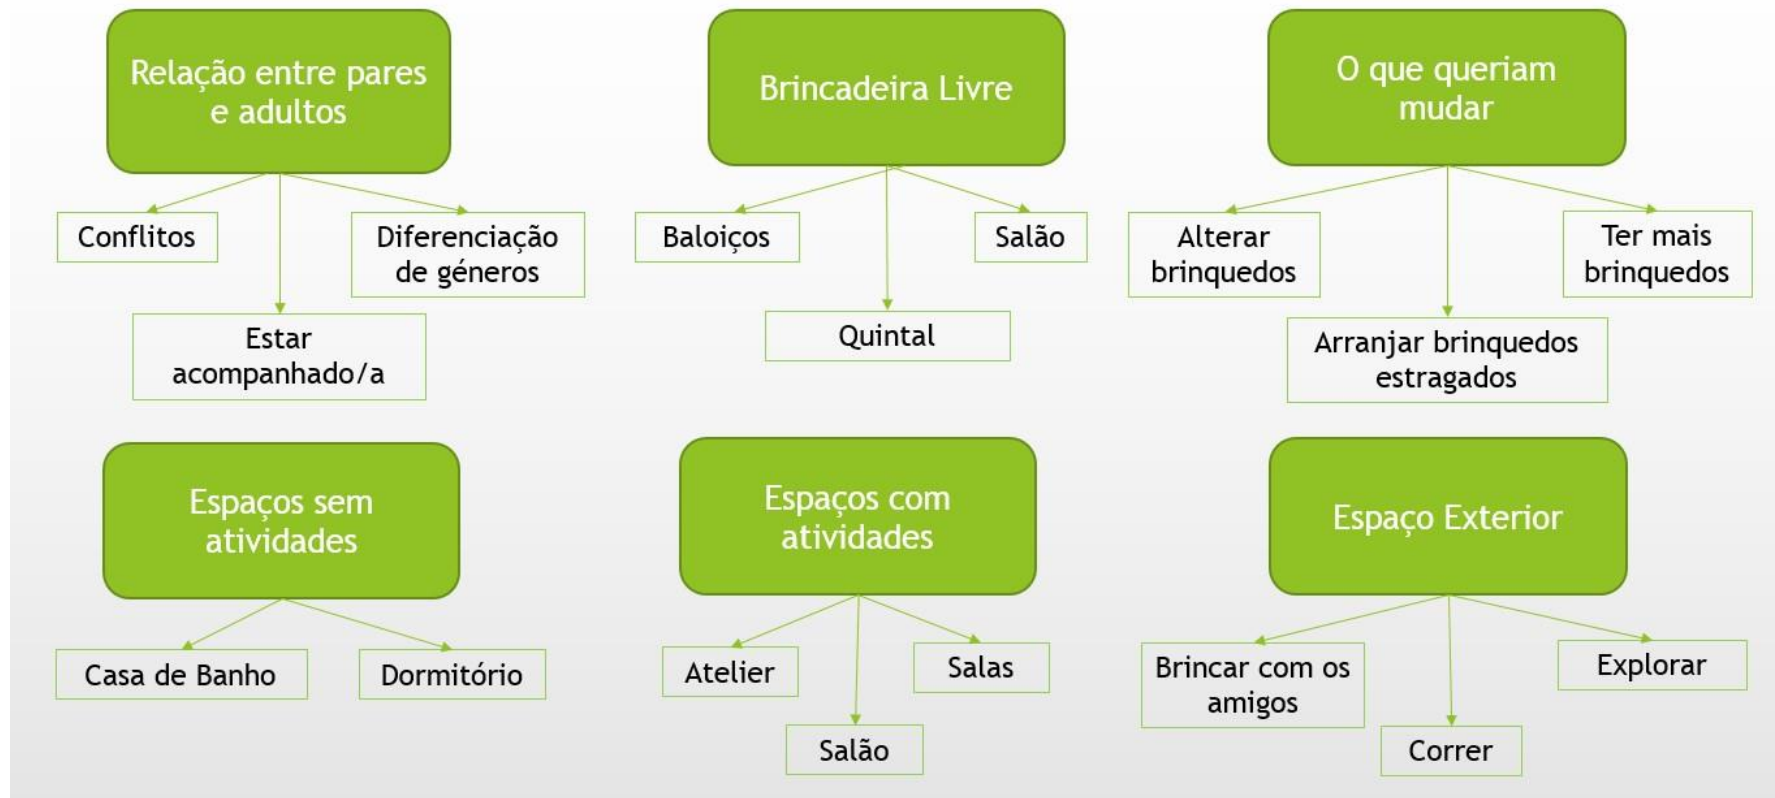 Relação entre pares
e adultos
Conflitos
Diferenciação
de géneros
Estar
acompanhado/a
Brincadeira Livre
Baloiços
Salão
Quintal
O que queriam
mudar
Alterar
brinquedos
Ter mais
brinquedos
Arranjar brinquedos
estragados
Espaços sem
atividades
Casa de Banho
Dormitório
Espaços com
atividades
Atelier
Salas
Salão
Espaço Exterior
Brincar com os
amigos
Explorar
Correr